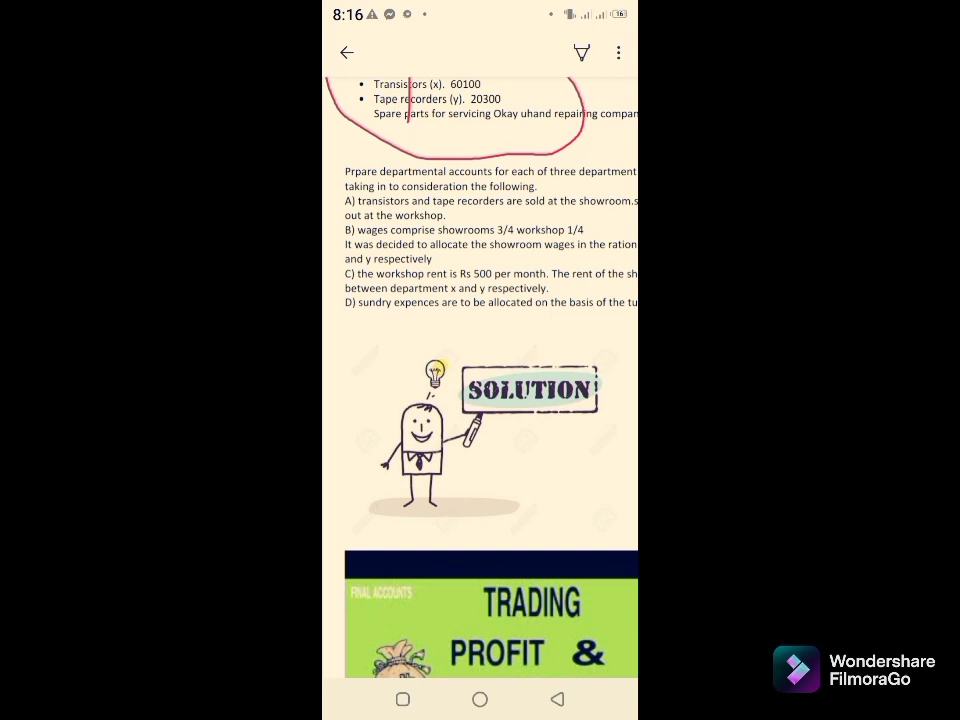 8:16
16
Transistors (x). 60100
Tape recorders (y). 20300
Spare parts for servicing Okay uhand repairing compan
Prpare departmental accounts for each of three department
taking in to consideration the following.
A) transistors and tape recorders are sold at the showroom.s
out at the workshop.
B) wages comprise showrooms 3/4 workshop 1/4
It was decided to allocate the showroom wages in the ration
and y respectively
C) the workshop rent is Rs 500 per month. The rent of the sh
between department x and y respectively.
D) sundry expences are to be allocated on the basis of the tu
SOLUTION
FINAL ACCOUNTS
TRADING
PROFIT &
Wondershare
FilmoraGo